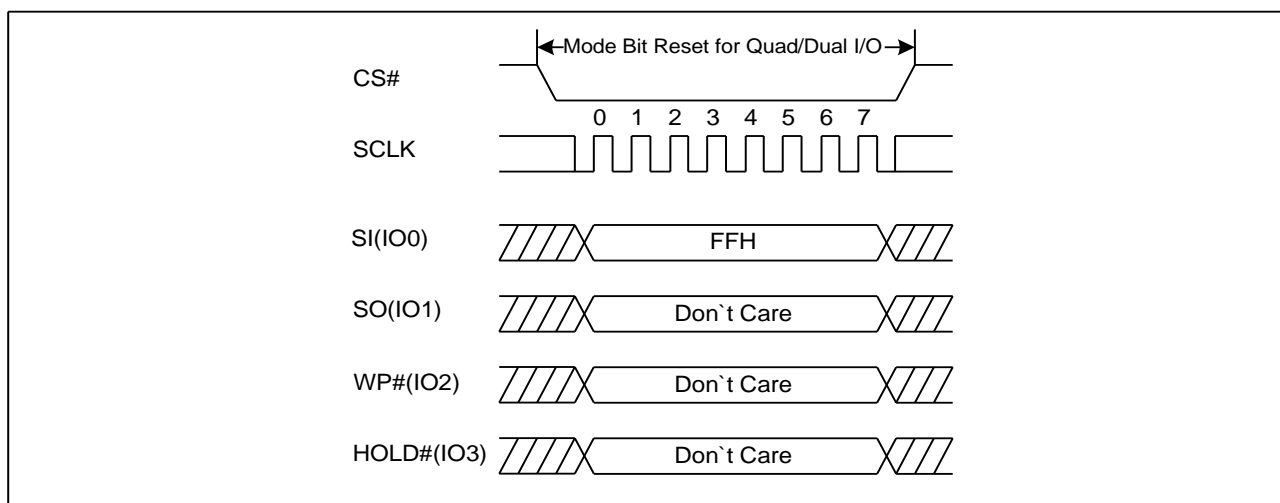 Mode Bit Reset for Quad/Dual I/O
CS#
0 1 2 3 4 5 6 7
SCLK
SI(IO0) FFH
SO(IO1) Don`t Care
WP#(IO2) Don`t Care
HOLD#(IO3) Don`t Care